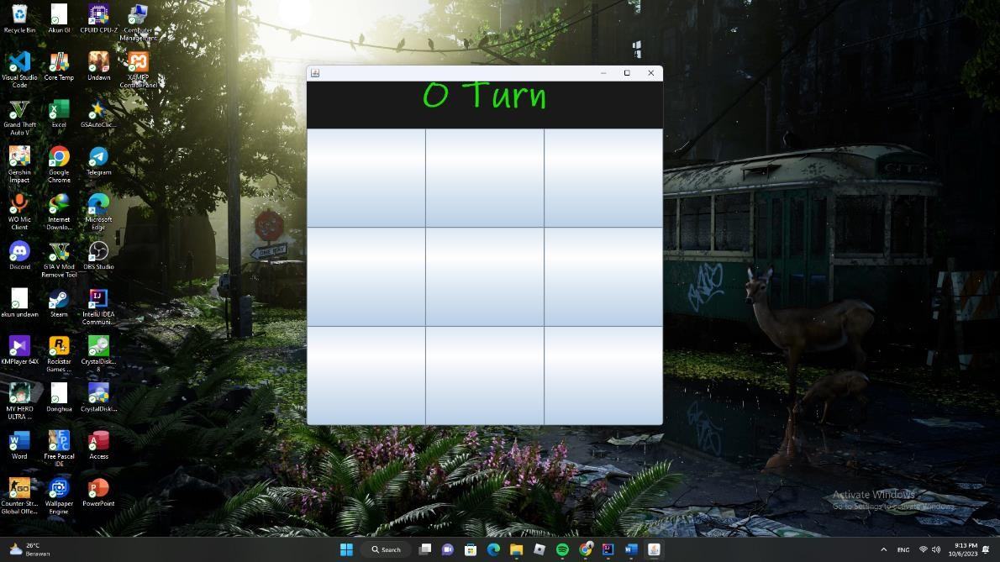 Recycle Bin
Akun GI
CPUID CPU-Z
Computer
Management
Visual Studio
Code
Core Temp
Undawn
XAMPP
Control Panel
Grand Theft
Auto V
Excel
GSAutoClic...
Genshin
Impact
Google
Chrome
Telegram
WO Mic
Client
Internet
Downlo...
Microsoft
Edge
Discord
GTA V Mod
Remove Tool
OBS Studio
akun undawn
Steam
IntelliJ IDEA
Communi...
KMPlayer 64X
Rockstar
Games ...
CrystalDisk...
8
MY HERO
ULTRA ...
Donghua
CrystalDiskI...
Word
Free Pascal
IDE
Access
Counter-Str...
Global Offe...
Wallpaper
Engine
PowerPoint
O Turn
ONE WAY
CITY
Activate Windows
Go to Settings to activate Windows.
26°C
Berawan
Search
ENG
9:13 PM
10/6/2023